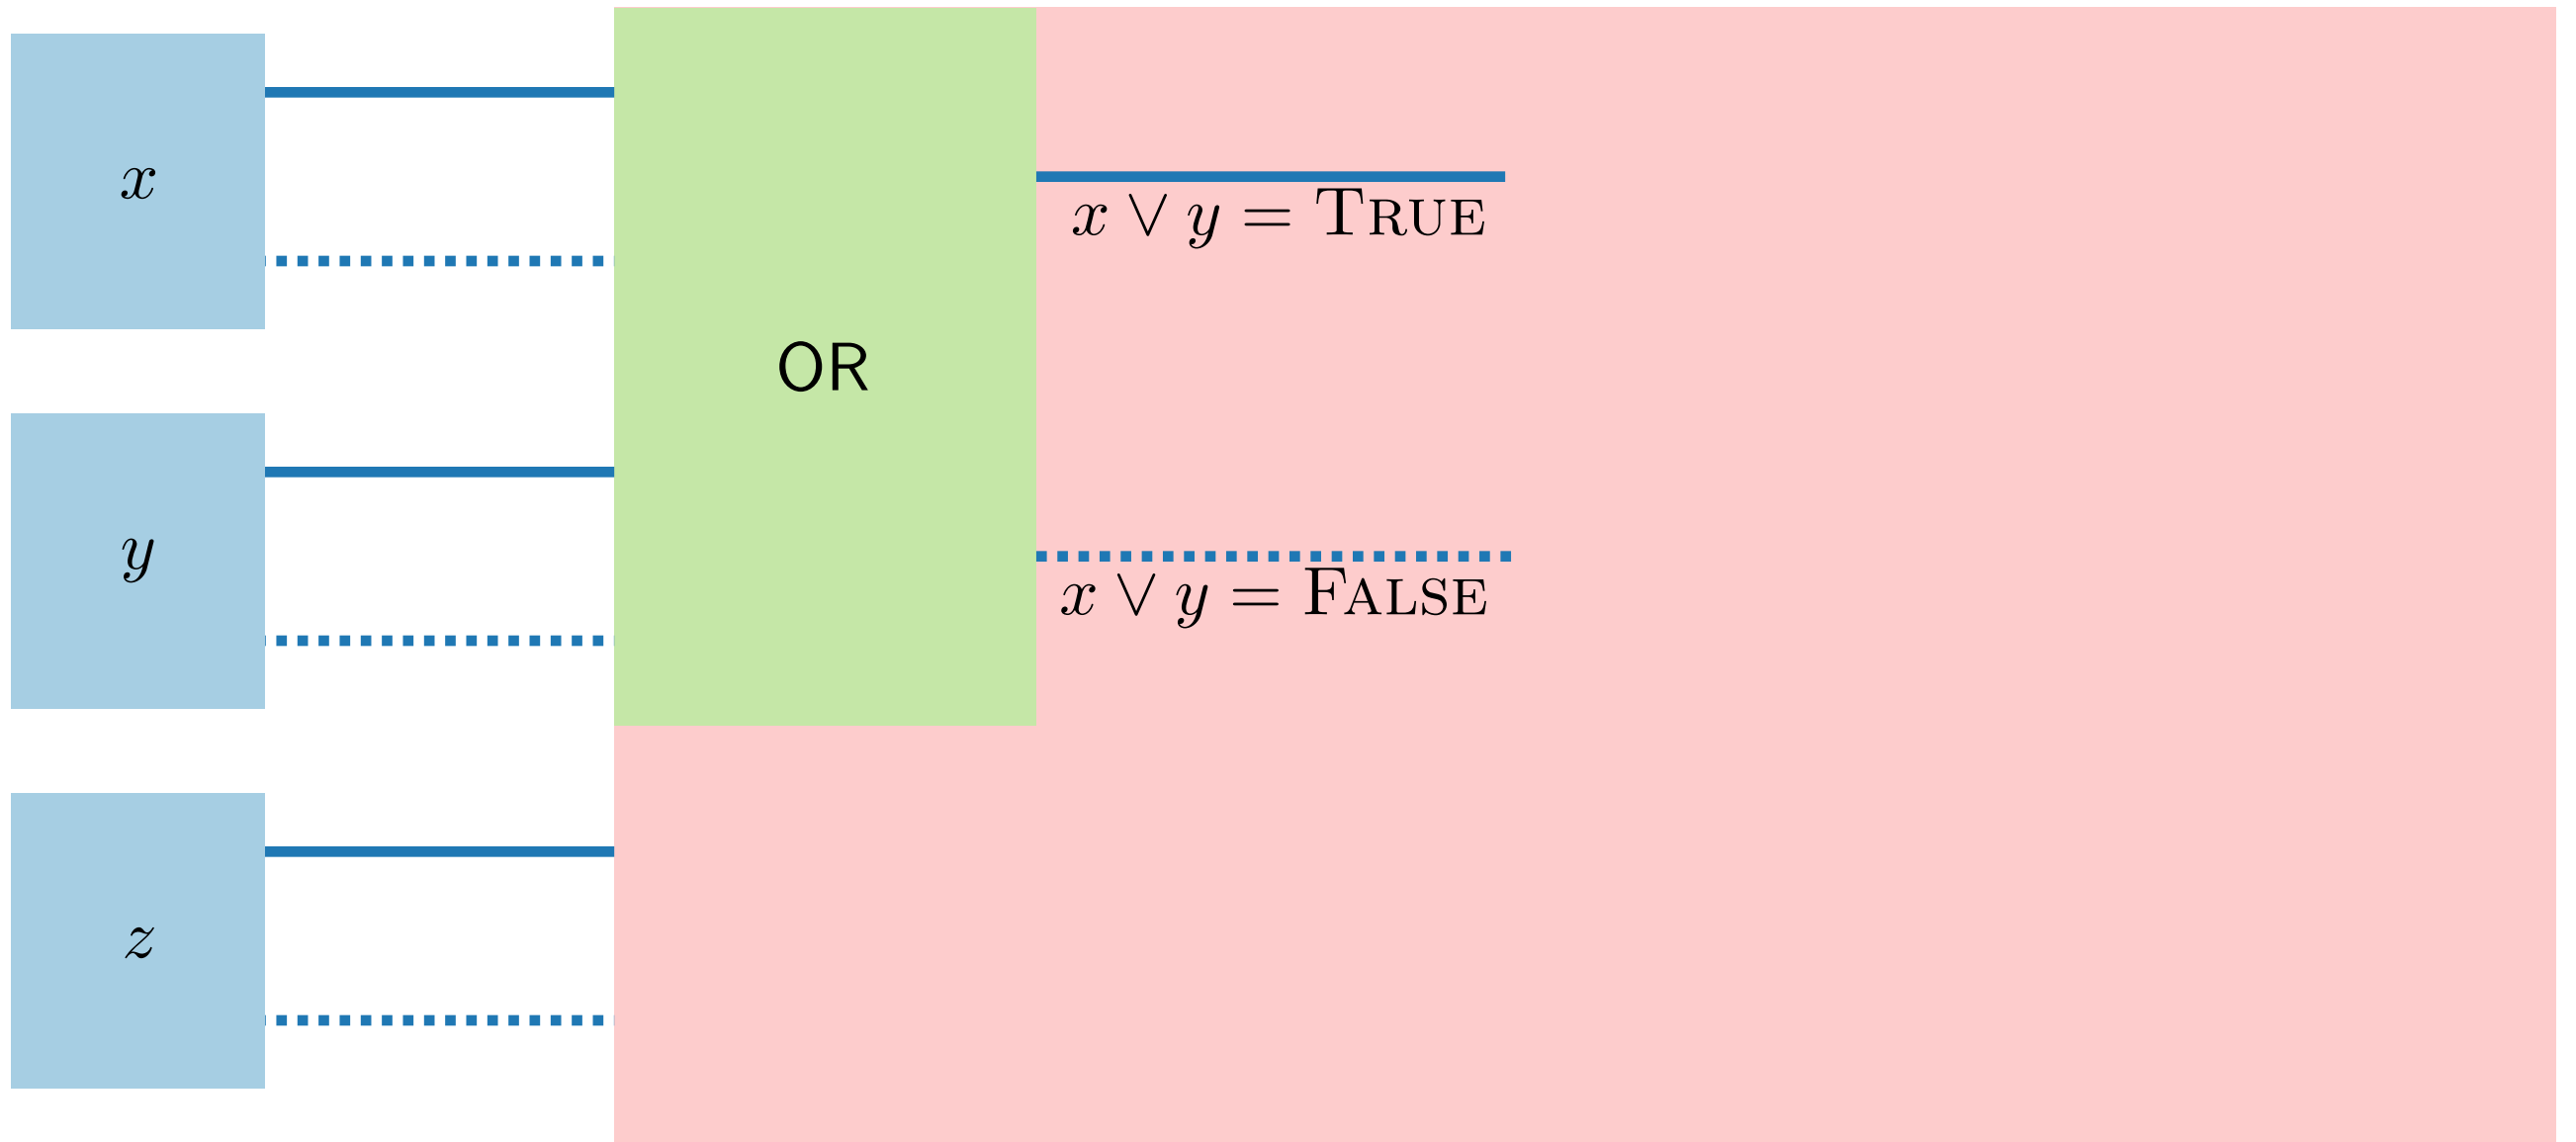 x
x ∨ y = TRUE
OR
y
x ∨ y = FALSE
z